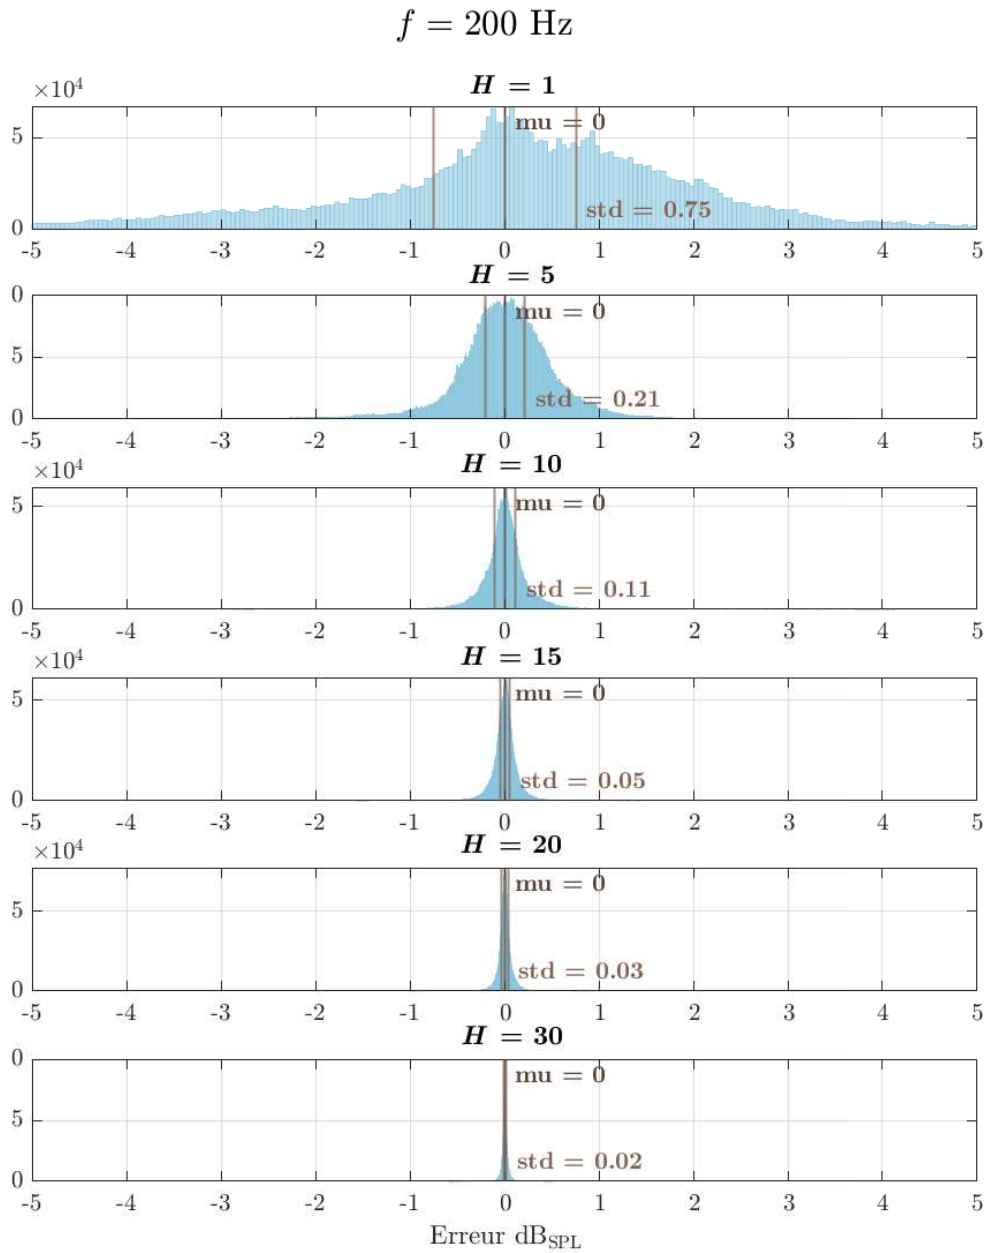 f = 200 Hz
×10⁴
H = 1
5
mu = 0
std = 0.75
0
-5 -4 -3 -2 -1 0 1 2 3 4 5
H = 5
0
mu = 0
5
std = 0.21
0
-5 -4 -3 -2 -1 0 1 2 3 4 5
×10⁴
H = 10
5
mu = 0
std = 0.11
0
-5 -4 -3 -2 -1 0 1 2 3 4 5
×10⁴
H = 15
5
mu = 0
std = 0.05
0
-5 -4 -3 -2 -1 0 1 2 3 4 5
×10⁴
H = 20
mu = 0
5
std = 0.03
0
-5 -4 -3 -2 -1 0 1 2 3 4 5
H = 30
0
mu = 0
5
std = 0.02
0
-5 -4 -3 -2 -1 0 1 2 3 4 5
Erreur dB_SPL